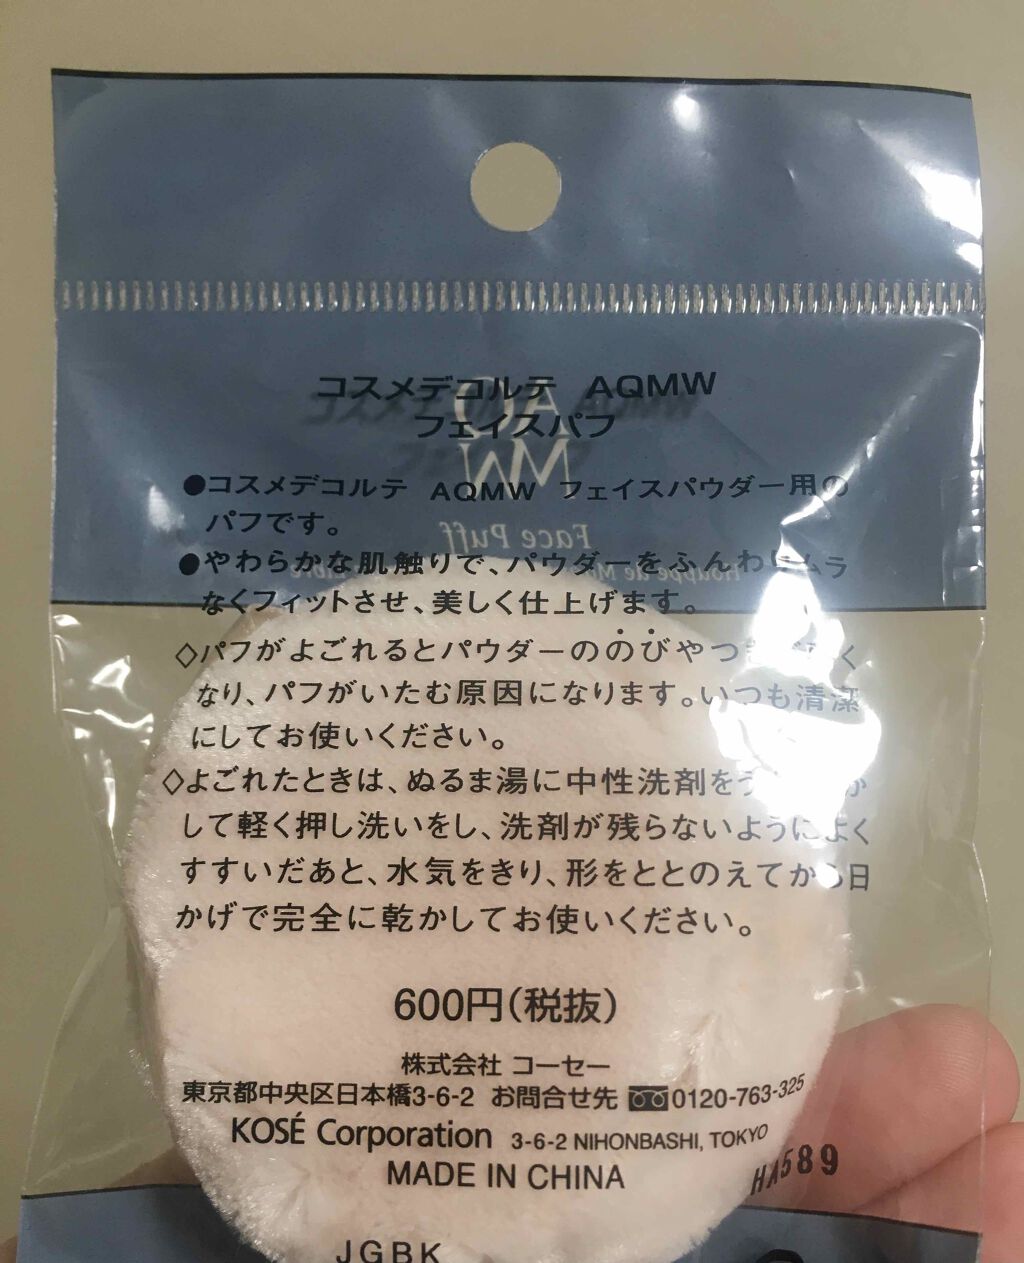 コスメデコルテ AQMW
フェイスパフ
AQ
MW
Face Puff
●コスメデコルテ AQMW フェイスパウダー用の
パフです。
●やわらかな肌触りで、パウダーをふんわりムラ
なくフィットさせ、美しく仕上げます。
◇パフがよごれるとパウダーののびやつ
なり、パフがいたむ原因になります。いつも清潔
にしてお使いください。
◇よごれたときは、ぬるま湯に中性洗剤を
して軽く押し洗いをし、洗剤が残らないようによく
すすいだあと、水気をきり、形をととのえてから日
かげで完全に乾かしてお使いください。
600円(税抜)
株式会社 コーセー
東京都中央区日本橋3-6-2 お問合せ先 0120-763-325
KOSÉ Corporation 3-6-2 NIHONBASHI, TOKYO
MADE IN CHINA
HA589
JGBK